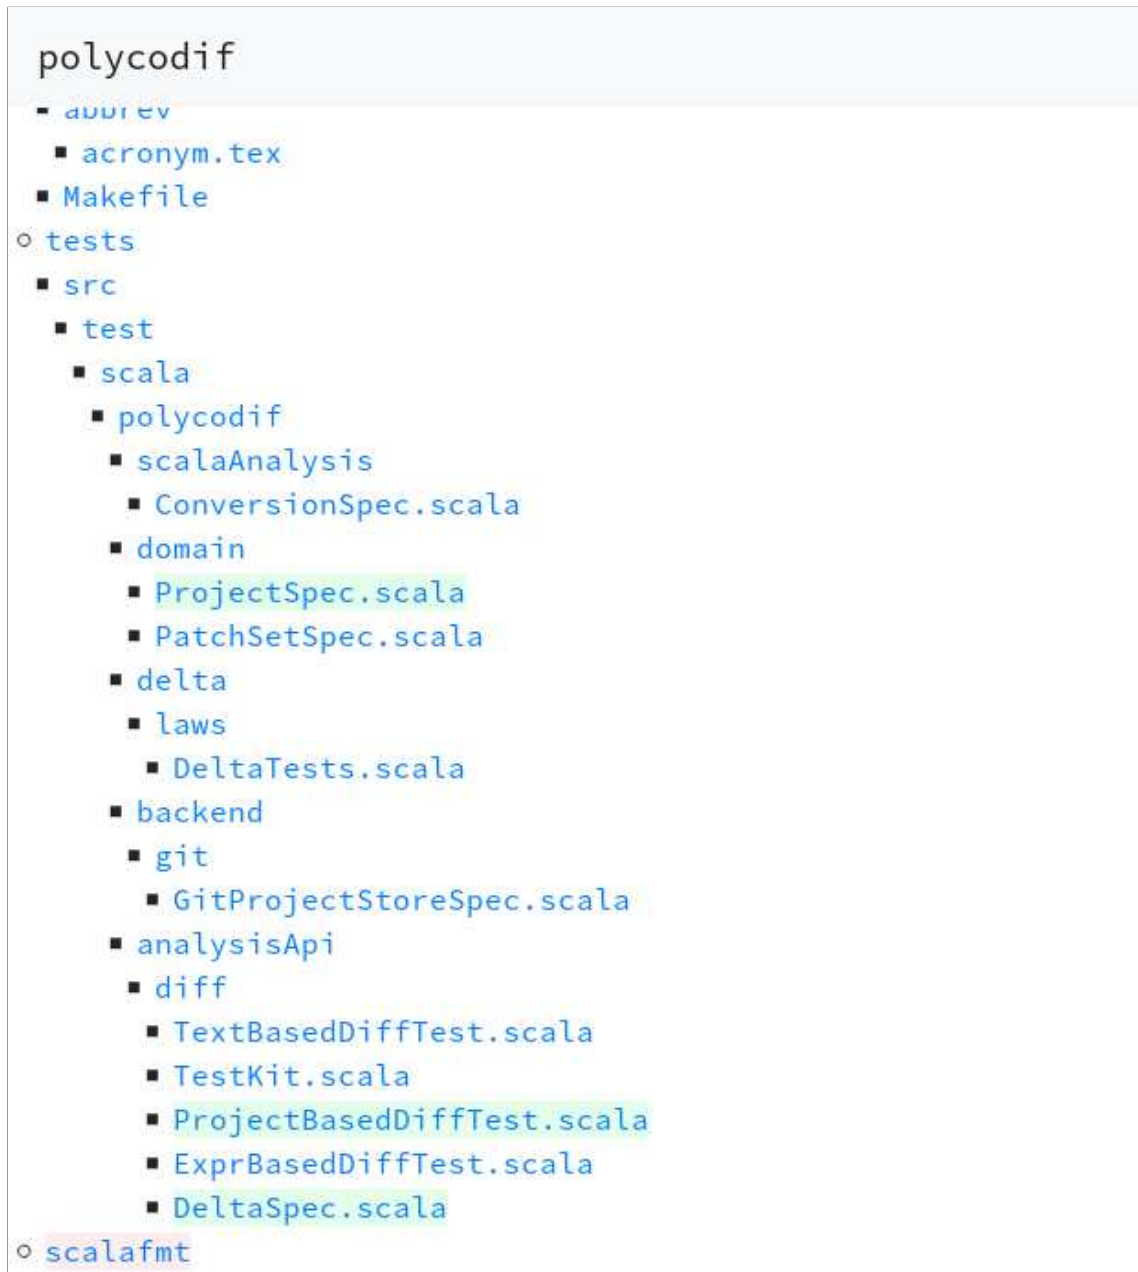 polycodif
abbrev
acronym.tex
Makefile
tests
src
test
scala
polycodif
scalaAnalysis
ConversionSpec.scala
domain
ProjectSpec.scala
PatchSetSpec.scala
delta
laws
DeltaTests.scala
backend
git
GitProjectStoreSpec.scala
analysisApi
diff
TextBasedDiffTest.scala
TestKit.scala
ProjectBasedDiffTest.scala
ExprBasedDiffTest.scala
DeltaSpec.scala
scalafmt